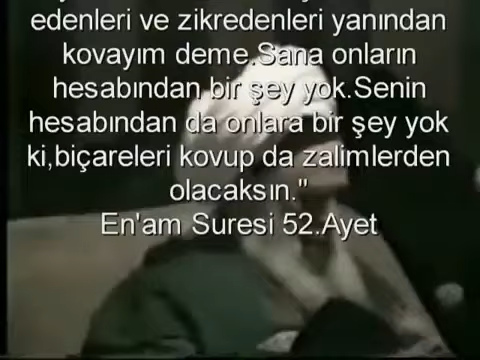 edenleri ve zikredenleri yanından
kovayım deme.Sana onların
hesabından bir şey yok.Senin
hesabından da onlara bir şey yok
ki,biçareleri kovup da zalimlerden
olacaksın."
En'am Suresi 52.Ayet